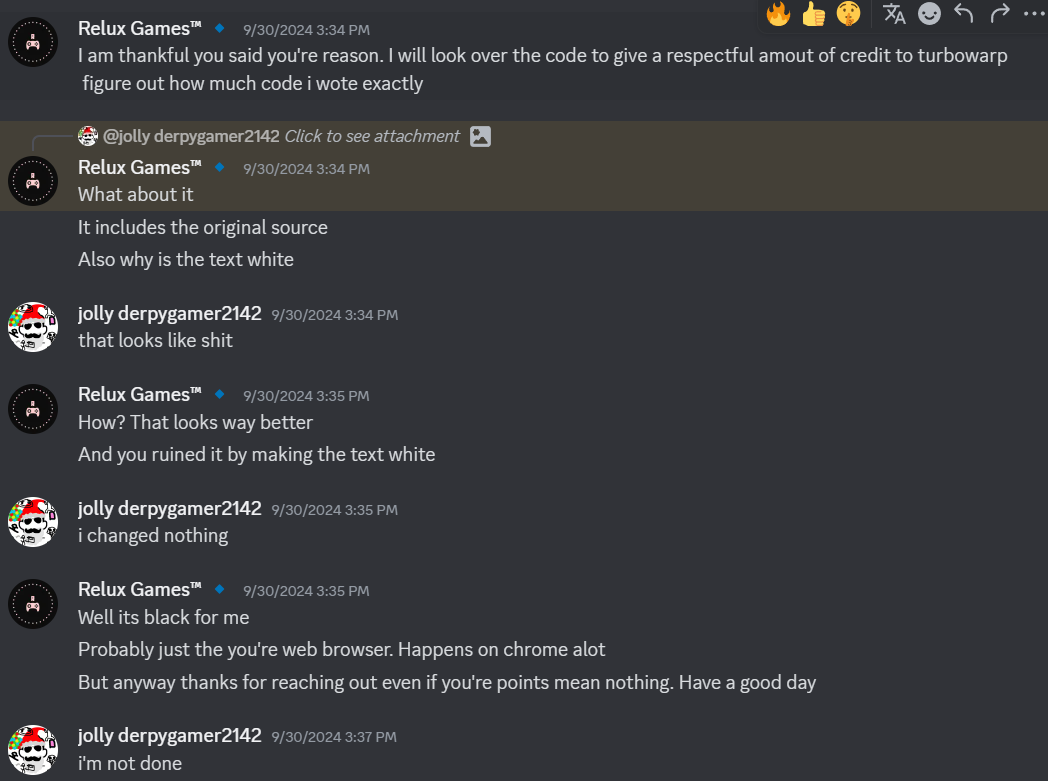 Relux Games™ 9/30/2024 3:34 PM
I am thankful you said you're reason. I will look over the code to give a respectful amout of credit to turbowarp
figure out how much code i wote exactly
@jolly derpygamer2142 Click to see attachment
Relux Games™ 9/30/2024 3:34 PM
What about it
It includes the original source
Also why is the text white
jolly derpygamer2142 9/30/2024 3:34 PM
that looks like shit
Relux Games™ 9/30/2024 3:35 PM
How? That looks way better
And you ruined it by making the text white
jolly derpygamer2142 9/30/2024 3:35 PM
i changed nothing
Relux Games™ 9/30/2024 3:35 PM
Well its black for me
Probably just the you're web browser. Happens on chrome alot
But anyway thanks for reaching out even if you're points mean nothing. Have a good day
jolly derpygamer2142 9/30/2024 3:37 PM
i'm not done